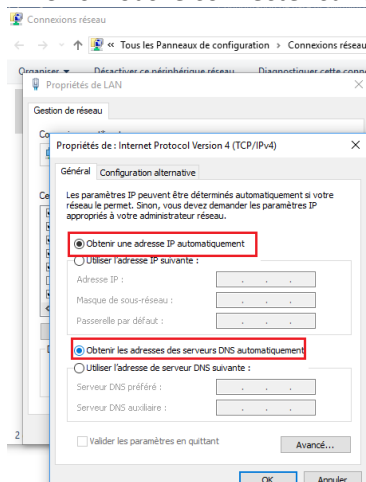 Connexions réseau
« Tous les Panneaux de configuration > Connexions réseau
Organiser Désactiver ce périphérique réseau Diagnostiquer cette conne
Propriétés de LAN
Gestion de réseau
Propriétés de : Internet Protocol Version 4 (TCP/IPv4)
Général Configuration alternative
Les paramètres IP peuvent être déterminés automatiquement si votre
réseau le permet. Sinon, vous devez demander les paramètres IP
appropriés à votre administrateur réseau.
Obtenir une adresse IP automatiquement
Utiliser l'adresse IP suivante :
Adresse IP :
Masque de sous-réseau :
Passerelle par défaut :
Obtenir les adresses des serveurs DNS automatiquement
Utiliser l'adresse de serveur DNS suivante :
Serveur DNS préféré :
Serveur DNS auxiliaire :
Valider les paramètres en quittant
Avancé...
2
OK Annuler